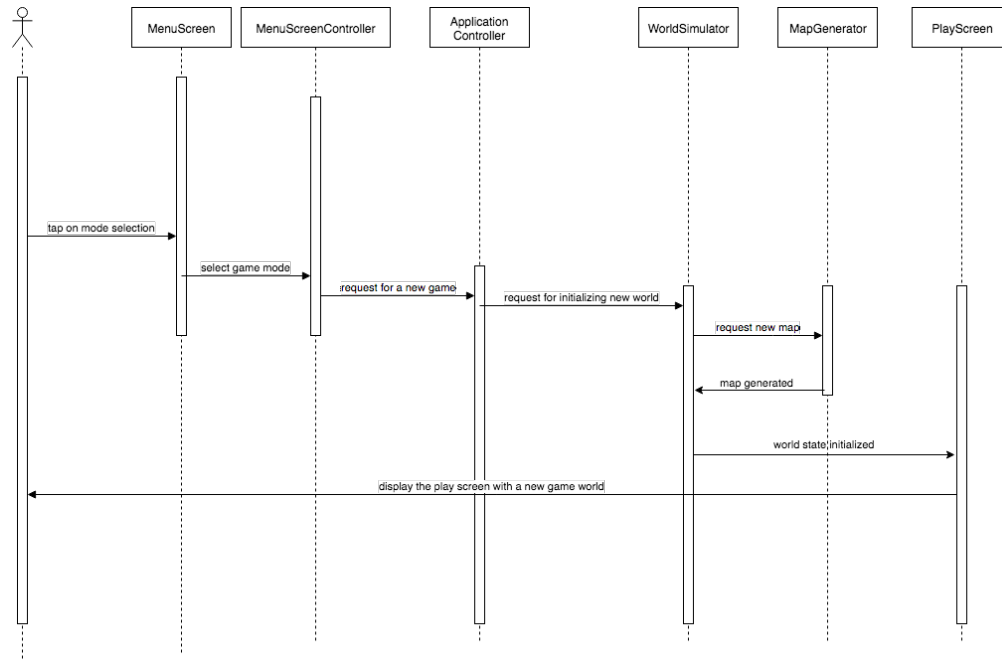 MenuScreen
MenuScreenController
Application
Controller
WorldSimulator
MapGenerator
PlayScreen
tap on mode selection
select game mode
request for a new game
request for initializing new world
request new map
map generated
world state initialized
display the play screen with a new game world